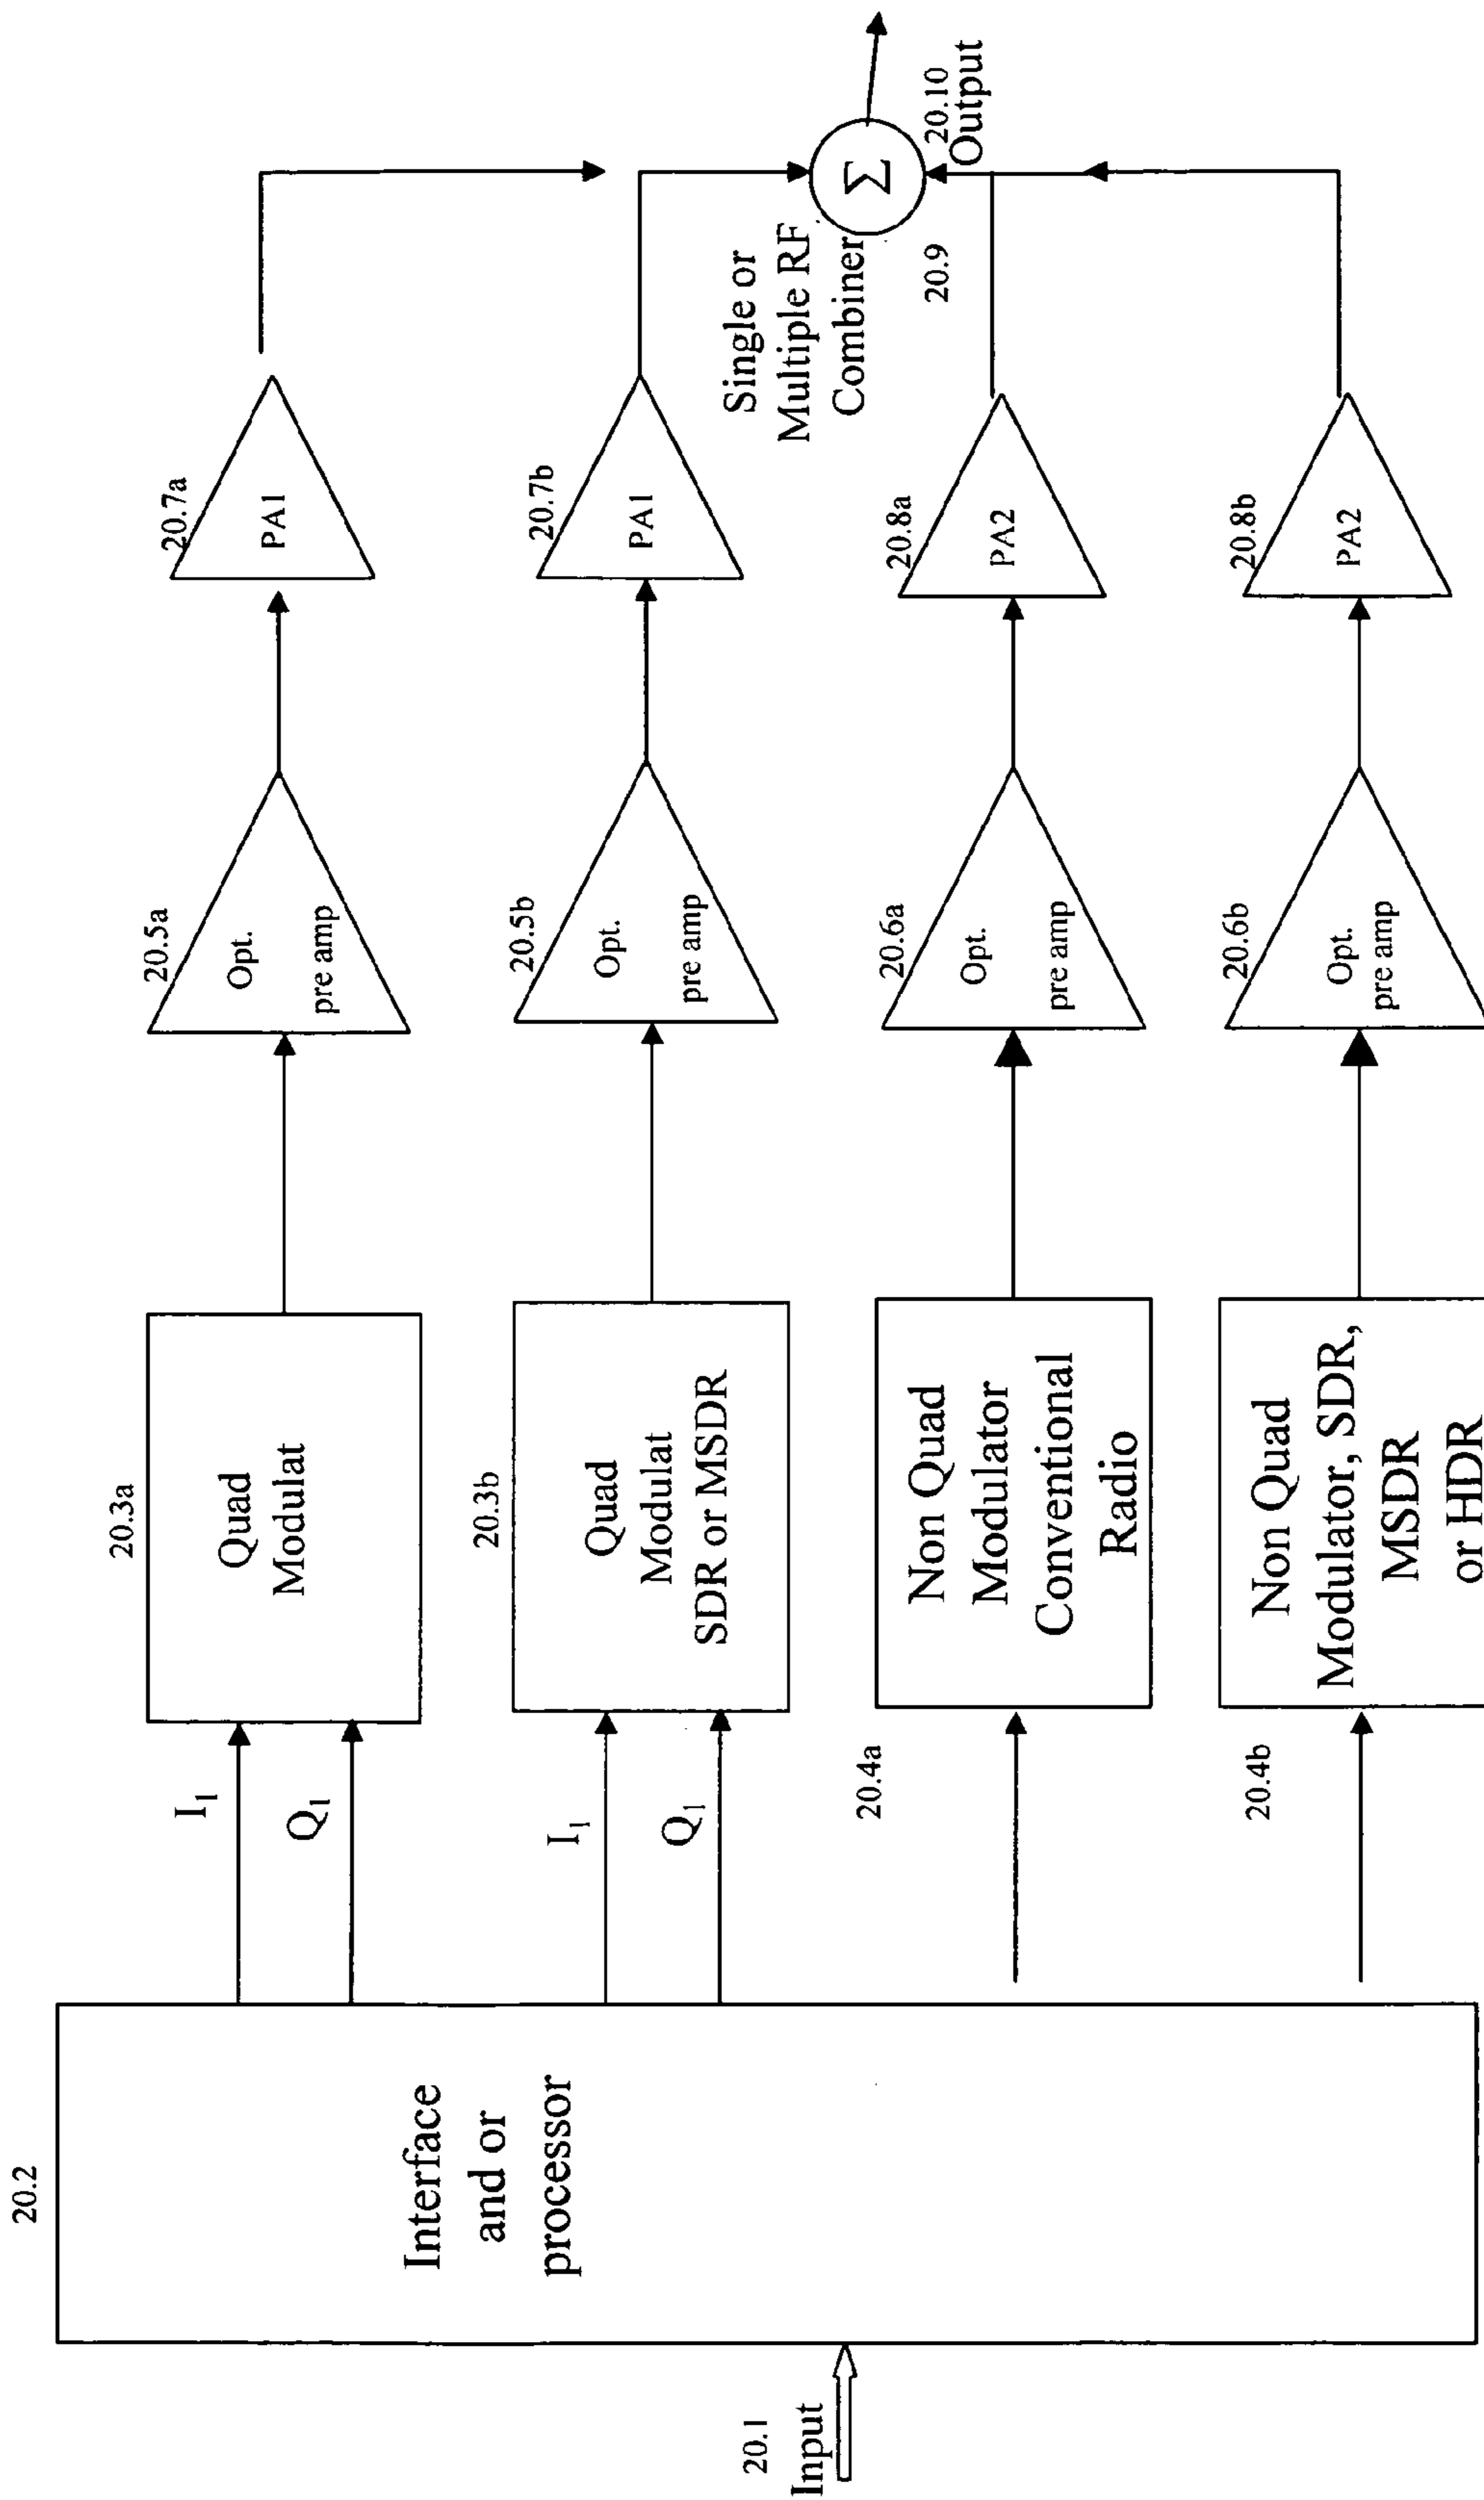 20.1
Input
20.2
Interface
and or
processor
I1
Q1
20.3a
Quad
Modulat
20.5a
Opt.
pre amp
20.7a
PA1
I1
Q1
20.3b
Quad
Modulat
SDR or MSDR
20.5b
Opt.
pre amp
20.7b
PA1
20.4a
Non Quad
Modulator
Conventional
Radio
20.6a
Opt.
pre amp
20.8a
PA2
20.4b
Non Quad
Modulator, SDR,
MSDR
or HDR
20.6b
Opt.
pre amp
20.8b
PA2
Single or
Multiple RF
Combiner
20.9
Σ
20.10
Output